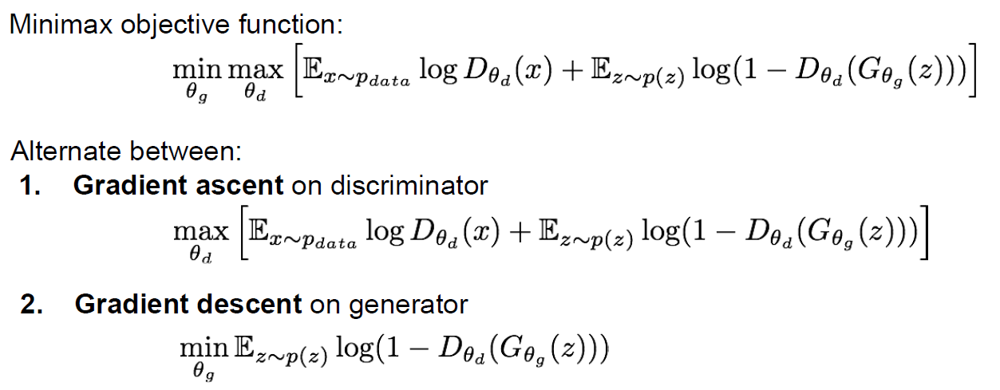 Minimax objective function:
$$\min_{\theta_g} \max_{\theta_d} \left[ \mathbb{E}_{x \sim p_{data}} \log D_{\theta_d}(x) + \mathbb{E}_{z \sim p(z)} \log(1 - D_{\theta_d}(G_{\theta_g}(z))) \right]$$
Alternate between:
1. Gradient ascent on discriminator
$$\max_{\theta_d} \left[ \mathbb{E}_{x \sim p_{data}} \log D_{\theta_d}(x) + \mathbb{E}_{z \sim p(z)} \log(1 - D_{\theta_d}(G_{\theta_g}(z))) \right]$$
2. Gradient descent on generator
$$\min_{\theta_g} \mathbb{E}_{z \sim p(z)} \log(1 - D_{\theta_d}(G_{\theta_g}(z)))$$